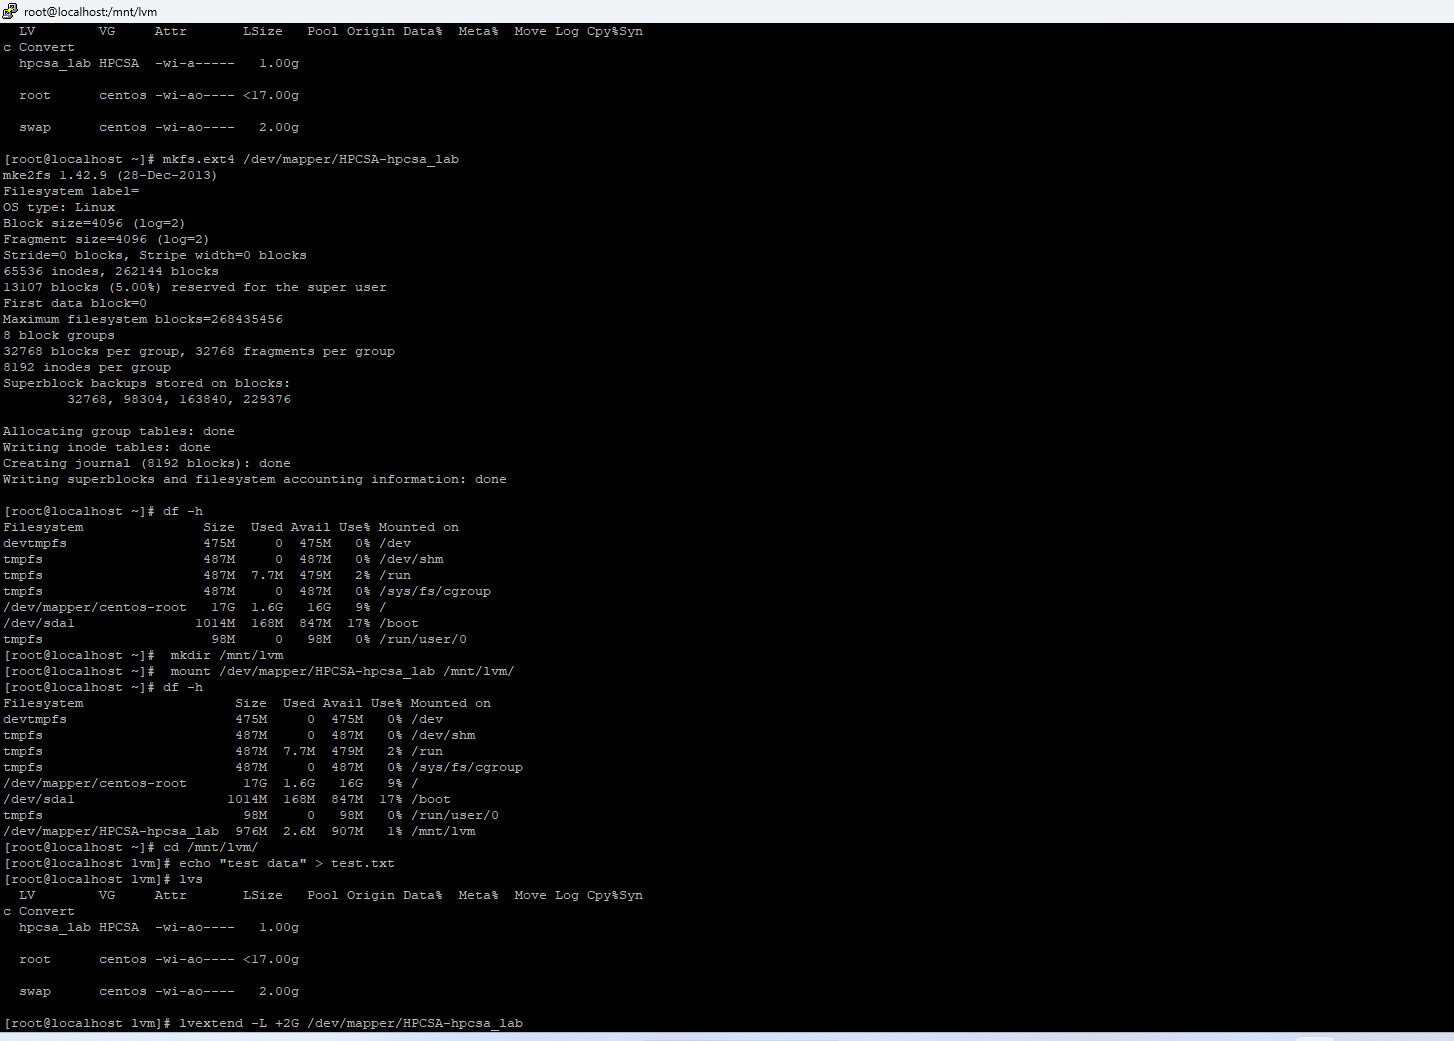 root@localhost:/mnt/lvm
  LV        VG     Attr       LSize   Pool Origin Data%  Meta%  Move Log Cpy%Syn
c Convert
  hpcsa_lab HPCSA  -wi-a-----   1.00g
  root      centos -wi-ao---- <17.00g
  swap      centos -wi-ao----   2.00g
[root@localhost ~]# mkfs.ext4 /dev/mapper/HPCSA-hpcsa_lab
mke2fs 1.42.9 (28-Dec-2013)
Filesystem label=
OS type: Linux
Block size=4096 (log=2)
Fragment size=4096 (log=2)
Stride=0 blocks, Stripe width=0 blocks
65536 inodes, 262144 blocks
13107 blocks (5.00%) reserved for the super user
First data block=0
Maximum filesystem blocks=268435456
8 block groups
32768 blocks per group, 32768 fragments per group
8192 inodes per group
Superblock backups stored on blocks:
        32768, 98304, 163840, 229376
Allocating group tables: done
Writing inode tables: done
Creating journal (8192 blocks): done
Writing superblocks and filesystem accounting information: done
[root@localhost ~]# df -h
Filesystem               Size  Used Avail Use% Mounted on
devtmpfs                 475M     0  475M   0% /dev
tmpfs                    487M     0  487M   0% /dev/shm
tmpfs                    487M  7.7M  479M   2% /run
tmpfs                    487M     0  487M   0% /sys/fs/cgroup
/dev/mapper/centos-root   17G  1.6G   16G   9% /
/dev/sda1               1014M  168M  847M  17% /boot
tmpfs                     98M     0   98M   0% /run/user/0
[root@localhost ~]#  mkdir /mnt/lvm
[root@localhost ~]#  mount /dev/mapper/HPCSA-hpcsa_lab /mnt/lvm/
[root@localhost ~]# df -h
Filesystem                   Size  Used Avail Use% Mounted on
devtmpfs                     475M     0  475M   0% /dev
tmpfs                        487M     0  487M   0% /dev/shm
tmpfs                        487M  7.7M  479M   2% /run
tmpfs                        487M     0  487M   0% /sys/fs/cgroup
/dev/mapper/centos-root       17G  1.6G   16G   9% /
/dev/sda1                   1014M  168M  847M  17% /boot
tmpfs                         98M     0   98M   0% /run/user/0
/dev/mapper/HPCSA-hpcsa_lab  976M  2.6M  907M   1% /mnt/lvm
[root@localhost ~]# cd /mnt/lvm/
[root@localhost lvm]# echo "test data" > test.txt
[root@localhost lvm]# lvs
  LV        VG     Attr       LSize   Pool Origin Data%  Meta%  Move Log Cpy%Syn
c Convert
  hpcsa_lab HPCSA  -wi-ao----   1.00g
  root      centos -wi-ao---- <17.00g
  swap      centos -wi-ao----   2.00g
[root@localhost lvm]# lvextend -L +2G /dev/mapper/HPCSA-hpcsa_lab